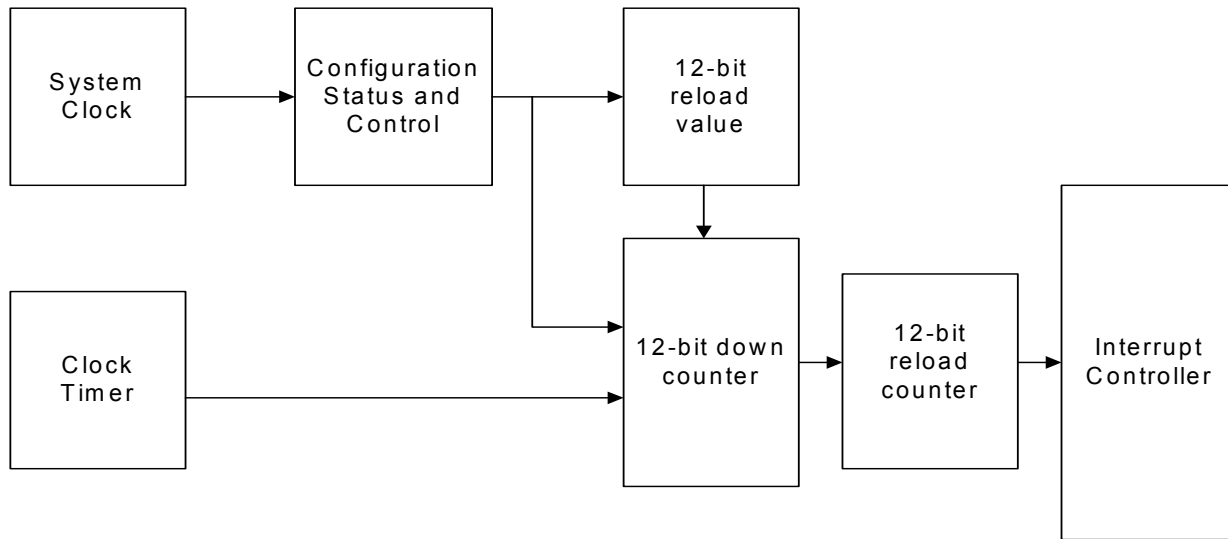 System
Clock
Configuration
Status and
Control
12-bit
reload
value
Clock
Timer
12-bit down
counter
12-bit
reload
counter
Interrupt
Controller